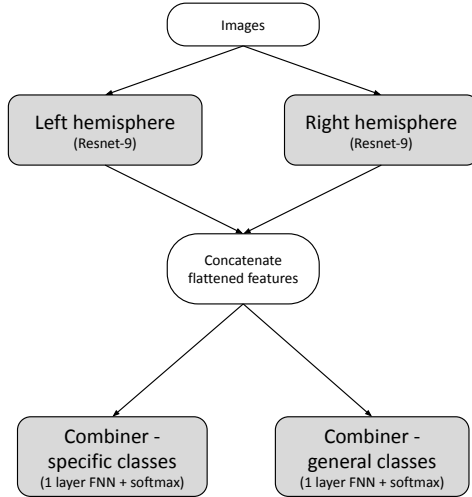 Images
Left hemisphere
(Resnet-9)
Right hemisphere
(Resnet-9)
Concatenate
flattened features
Combiner -
specific classes
(1 layer FNN + softmax)
Combiner -
general classes
(1 layer FNN + softmax)